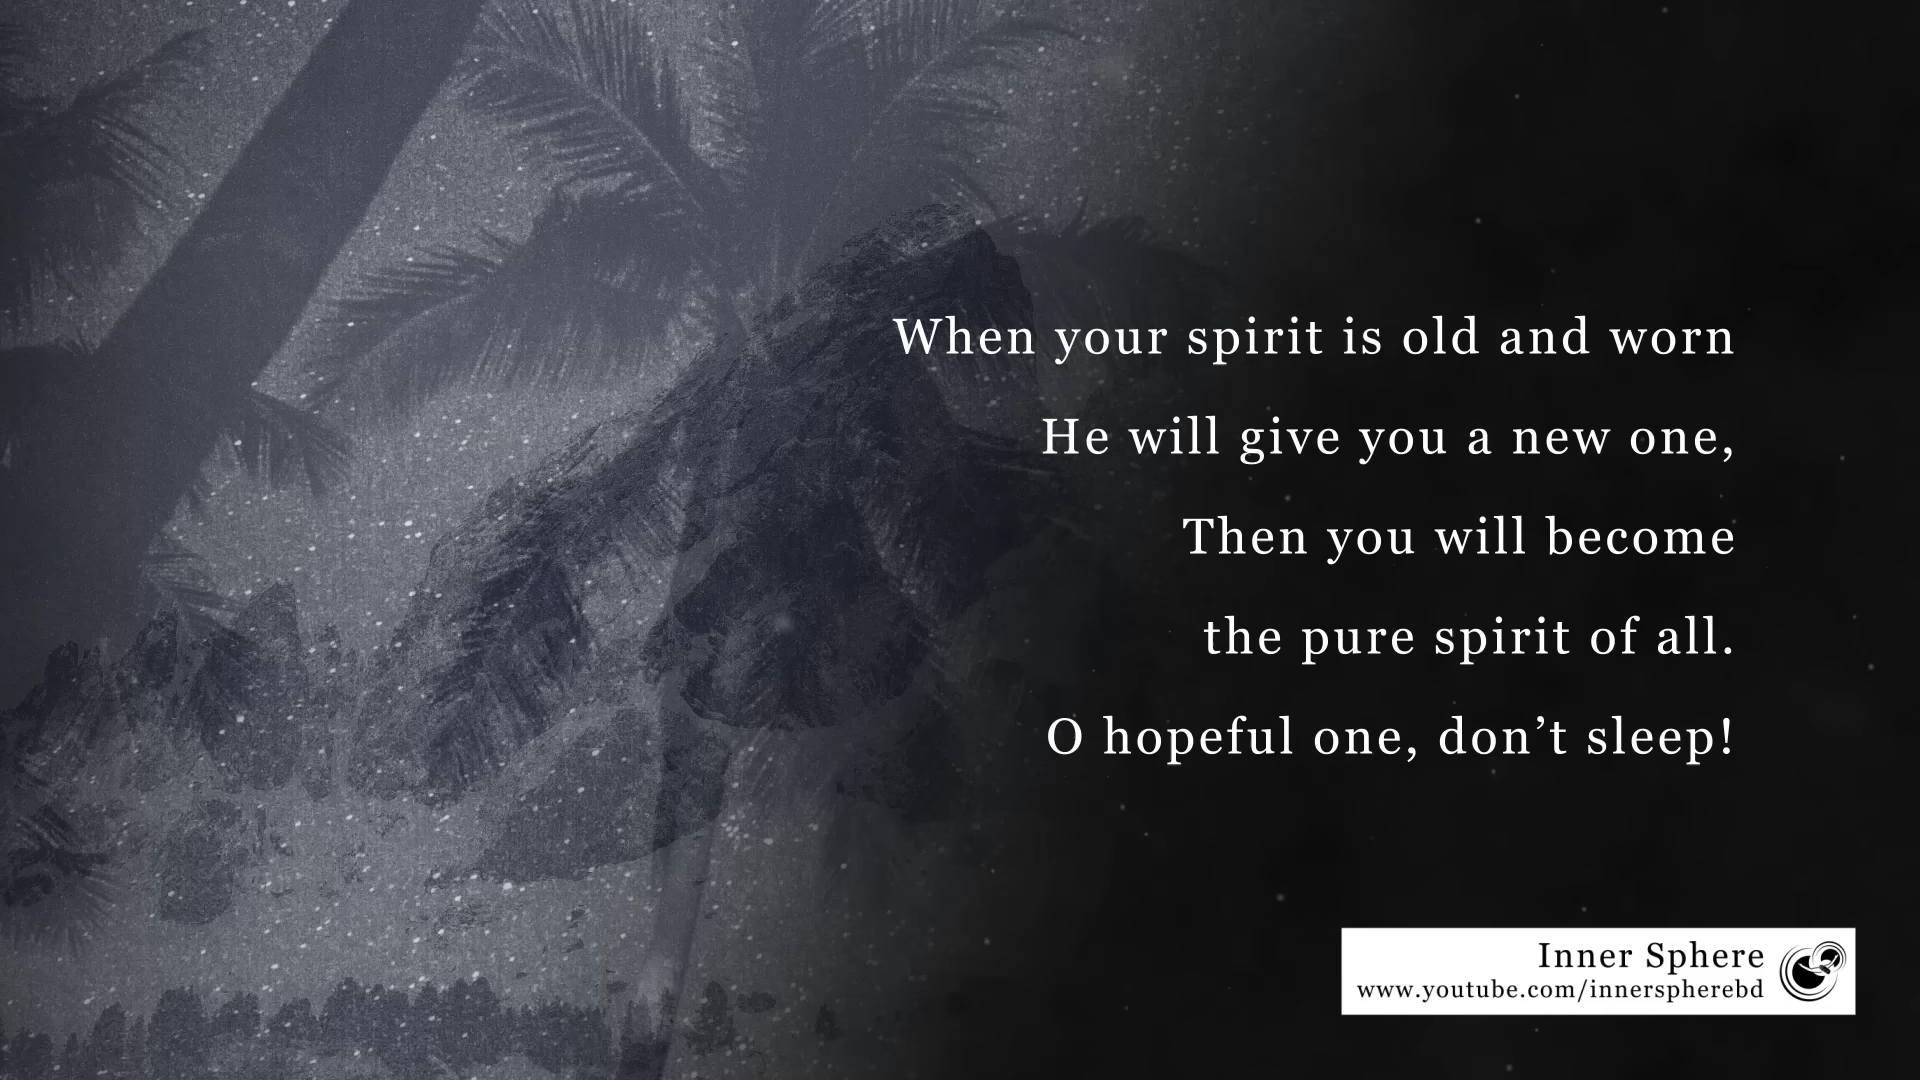 When your spirit is old and worn
He will give you a new one,
Then you will become
the pure spirit of all.
O hopeful one, don’t sleep!
Inner Sphere
www.youtube.com/innerspherebd